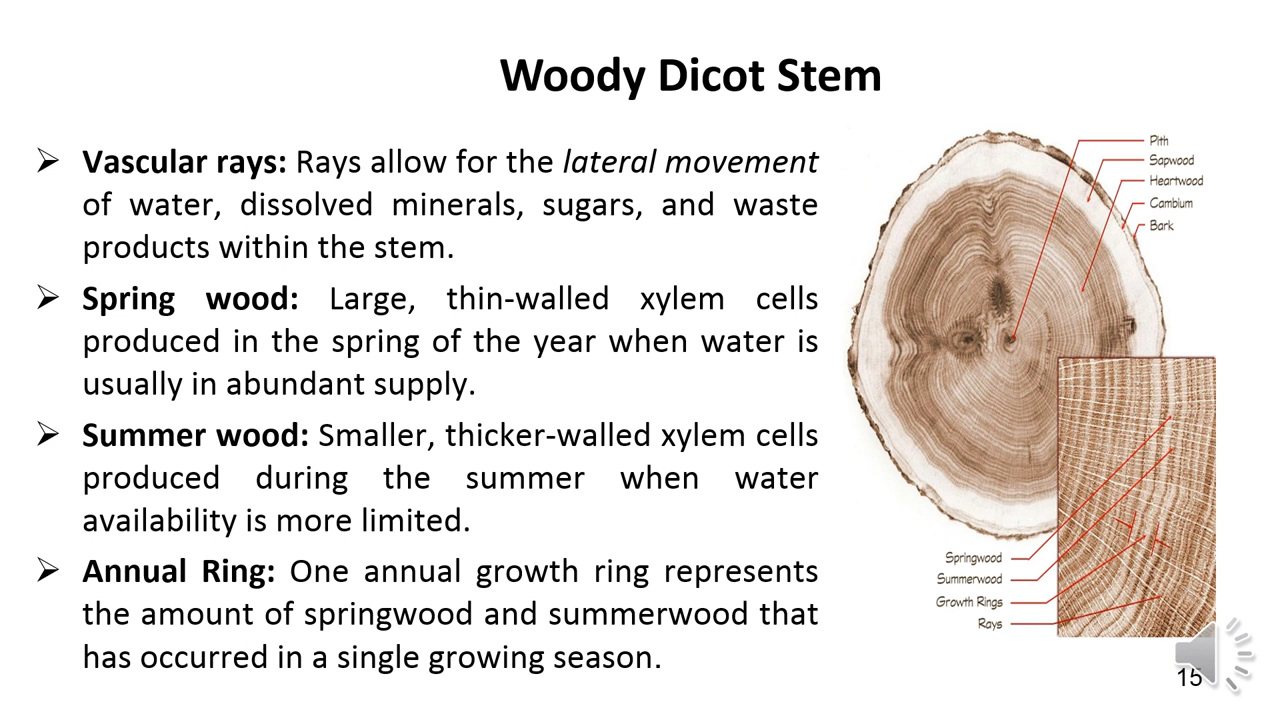 Woody Dicot Stem
➢ Vascular rays: Rays allow for the lateral movement
of water, dissolved minerals, sugars, and waste
products within the stem.
➢ Spring wood: Large, thin-walled xylem cells
produced in the spring of the year when water is
usually in abundant supply.
➢ Summer wood: Smaller, thicker-walled xylem cells
produced during the summer when water
availability is more limited.
➢ Annual Ring: One annual growth ring represents
the amount of springwood and summerwood that
has occurred in a single growing season.
Pith
Sapwood
Heartwood
Cambium
Bark
Springwood
Summerwood
Growth Rings
Rays
15